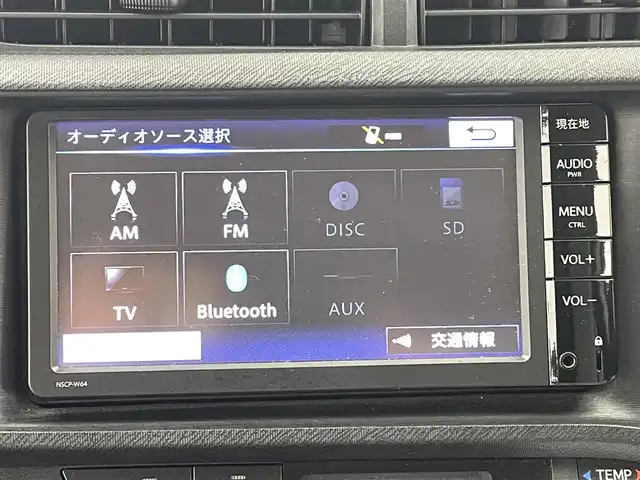 オーディオソース選択
現在地
AUDIO
PWR
AM
FM
DISC
SD
MENU
CTRL
TV
Bluetooth
AUX
VOL+
VOL-
交通情報
NSCP-W64
TEMP